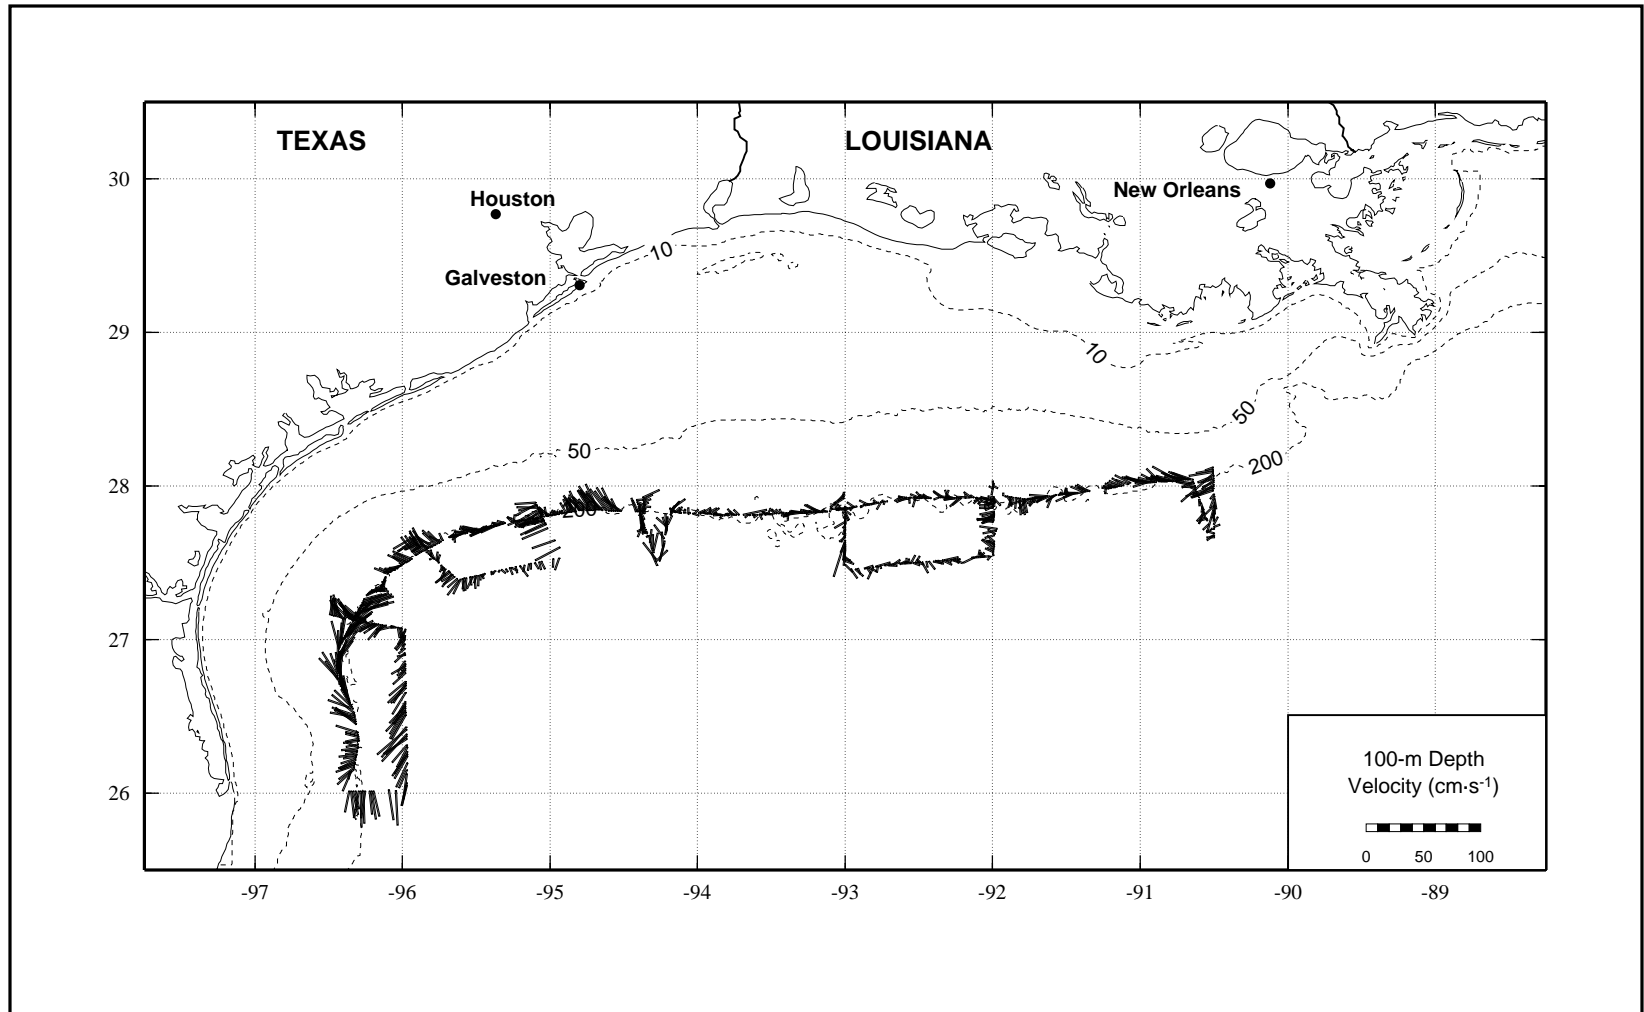 TEXAS
LOUISIANA
30
New Orleans
Houston
10
Galveston
29
10
50
50
200
28
200
27
100-m Depth
Velocity (cm·s-1)
26
0 50 100
-97 -96 -95 -94 -93 -92 -91 -90 -89